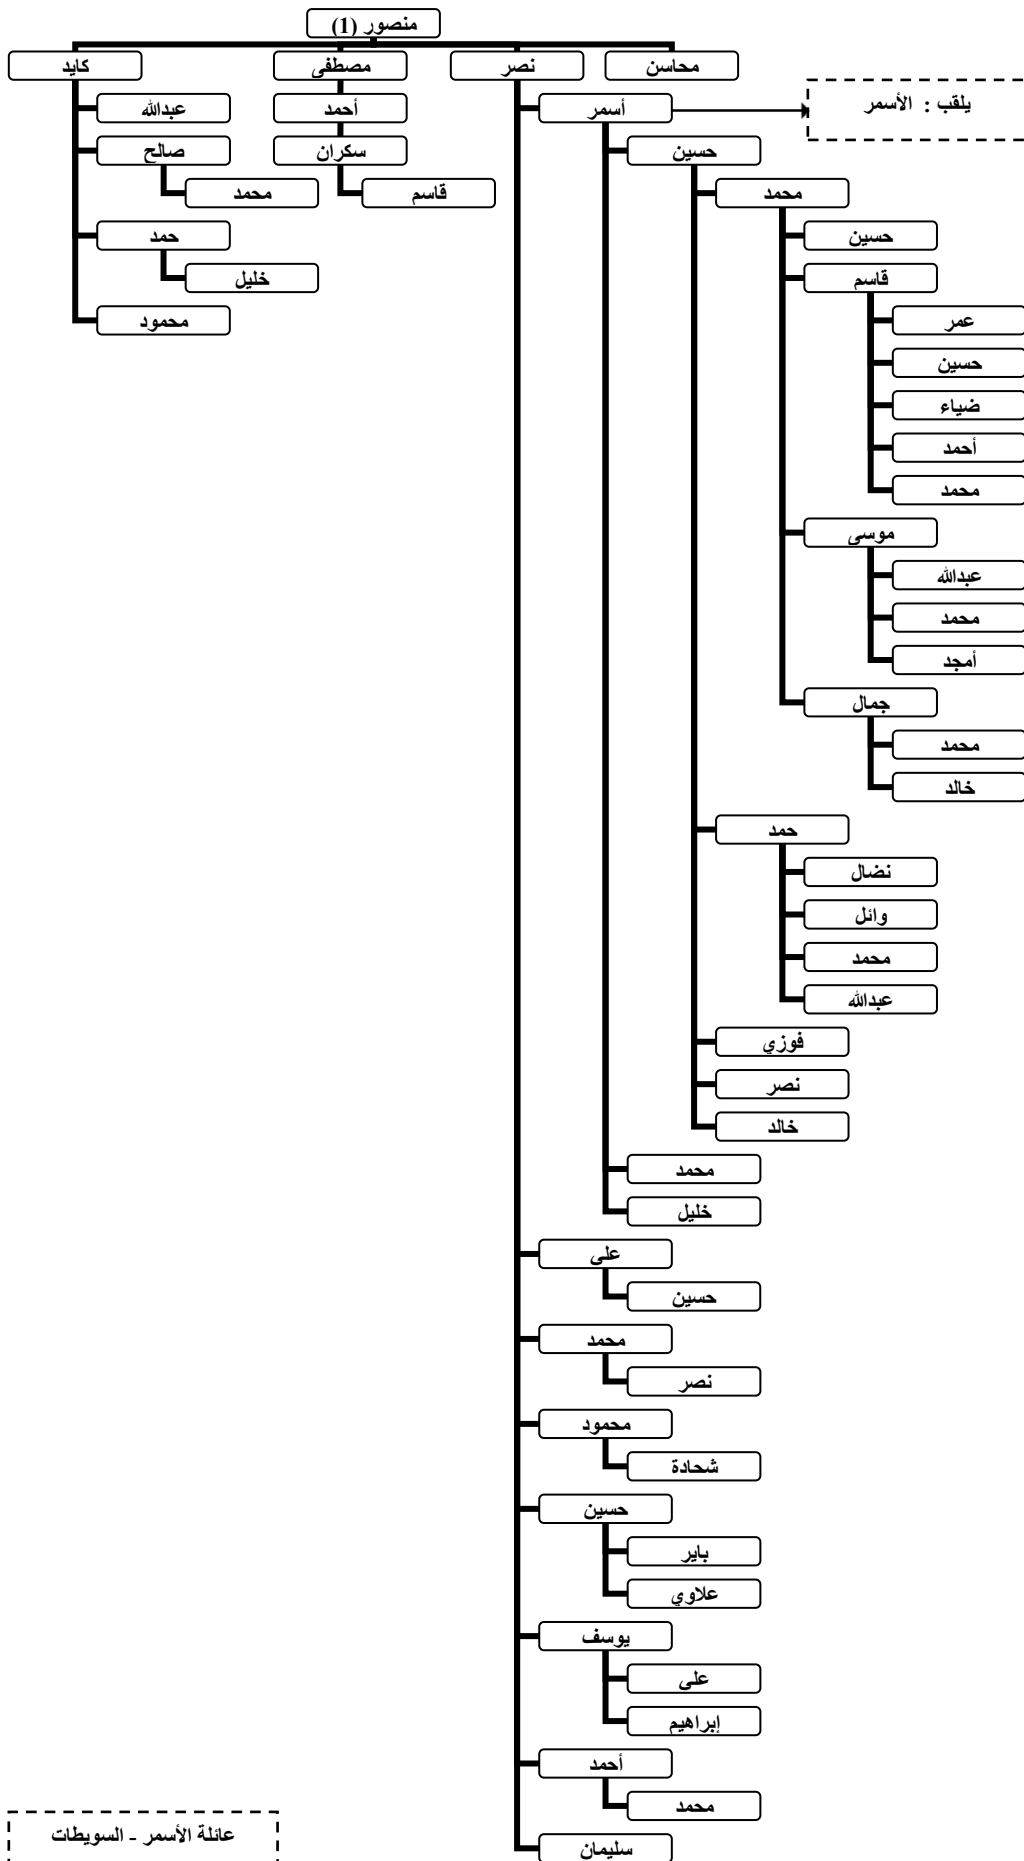 منصور (1)
محاسن
نصر
مصطفى
كايد
أسمر
يلقب : الأسمر
أحمد
عبدالله
حسين
سكران
صالح
محمد
قاسم
محمد
حسين
حمد
قاسم
خليل
عمر
محمود
حسين
ضياء
أحمد
محمد
موسى
عبدالله
محمد
أمجد
جمال
محمد
خالد
حمد
نضال
وائل
محمد
عبدالله
فوزي
نصر
خالد
محمد
خليل
على
حسين
محمد
نصر
محمود
شحادة
حسين
باير
علاوي
يوسف
على
إبراهيم
أحمد
محمد
سليمان
عائلة الأسمر - السويطات